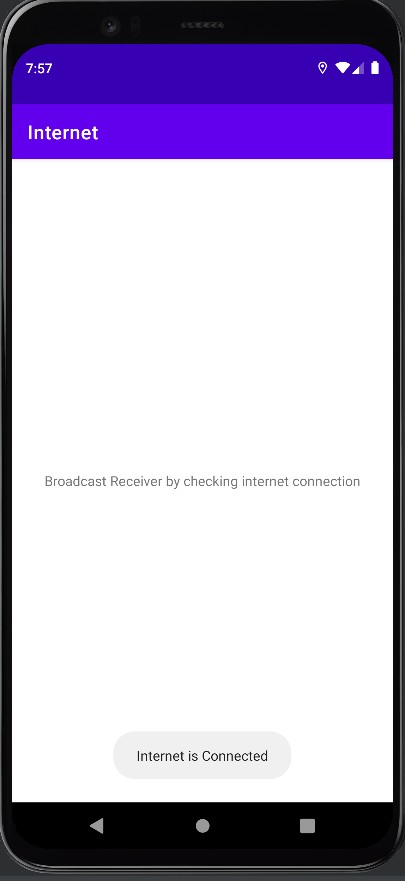 7:57
Internet
Broadcast Receiver by checking internet connection
Internet is Connected